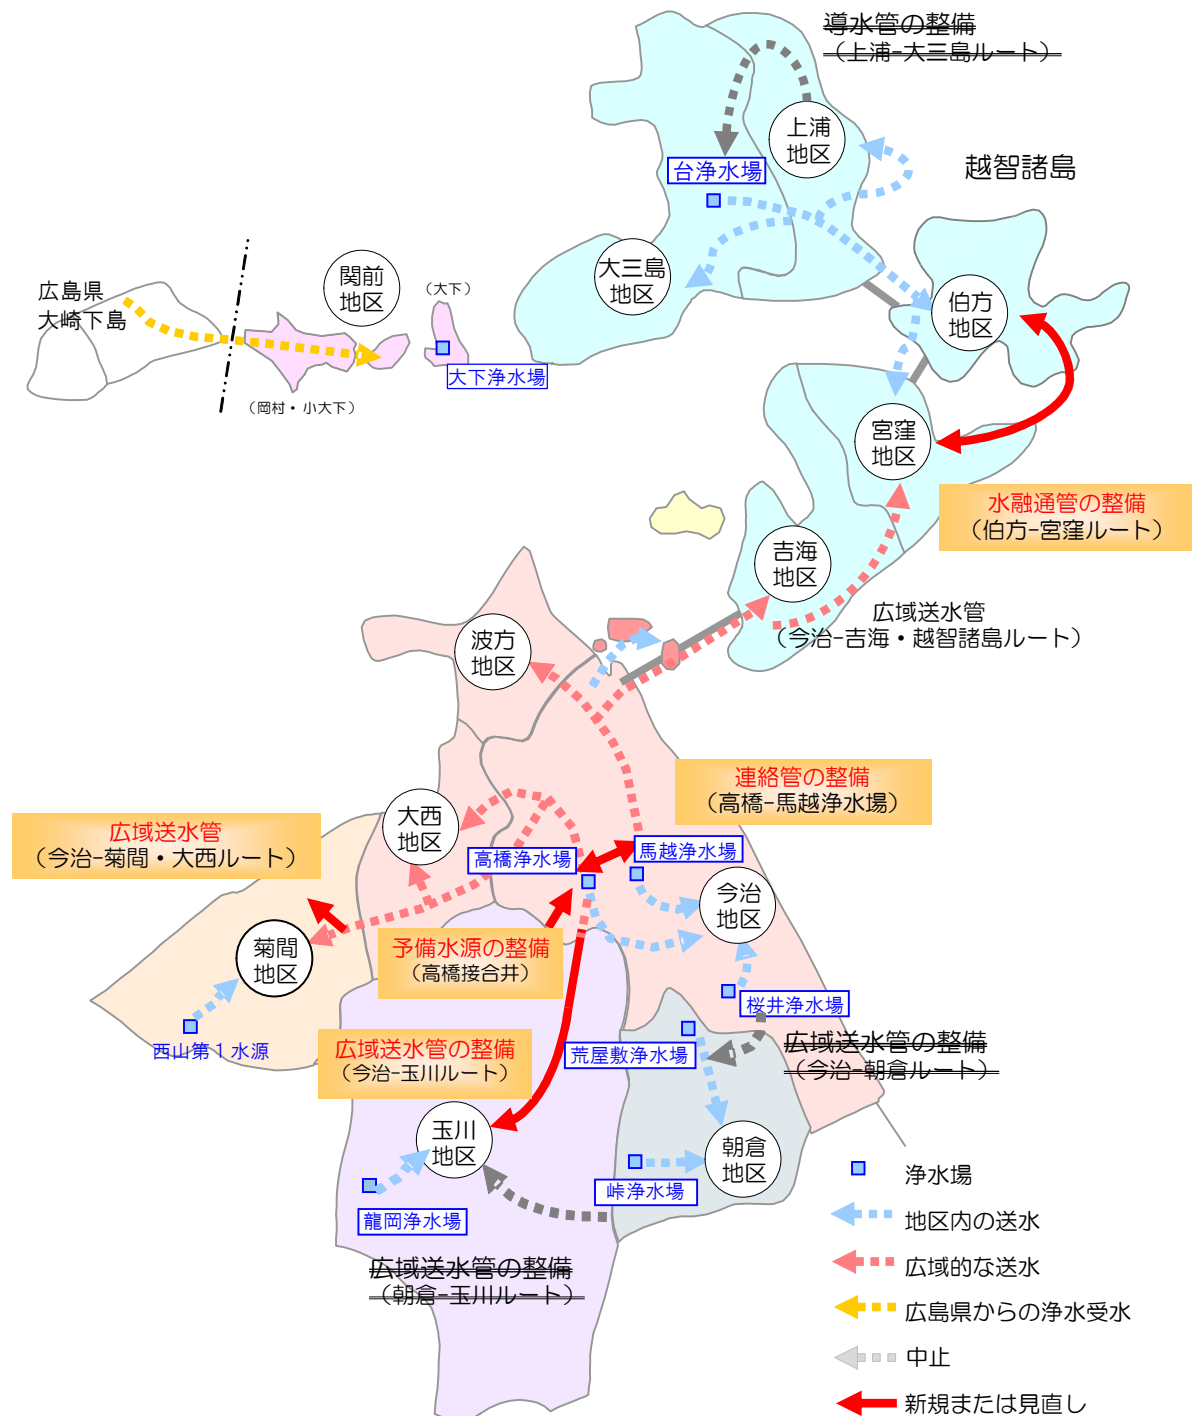 導水管の整備
（上浦-大三島ルート）
上浦
地区
越智諸島
台浄水場
関前
地区
大三島
地区
広島県
大崎下島
（大下）
伯方
地区
大下浄水場
（岡村・小大下）
宮窪
地区
水融通管の整備
（伯方-宮窪ルート）
吉海
地区
広域送水管
（今治-吉海・越智諸島ルート）
波方
地区
連絡管の整備
（高橋-馬越浄水場）
大西
地区
広域送水管
（今治-菊間・大西ルート）
高橋浄水場
馬越浄水場
今治
地区
菊間
地区
予備水源の整備
（高橋接合井）
桜井浄水場
西山第１水源
広域送水管の整備
（今治-玉川ルート）
荒屋敷浄水場
広域送水管の整備
（今治-朝倉ルート）
玉川
地区
朝倉
地区
峠浄水場
龍岡浄水場
広域送水管の整備
（朝倉-玉川ルート）
浄水場
地区内の送水
広域的な送水
広島県からの浄水受水
中止
新規または見直し